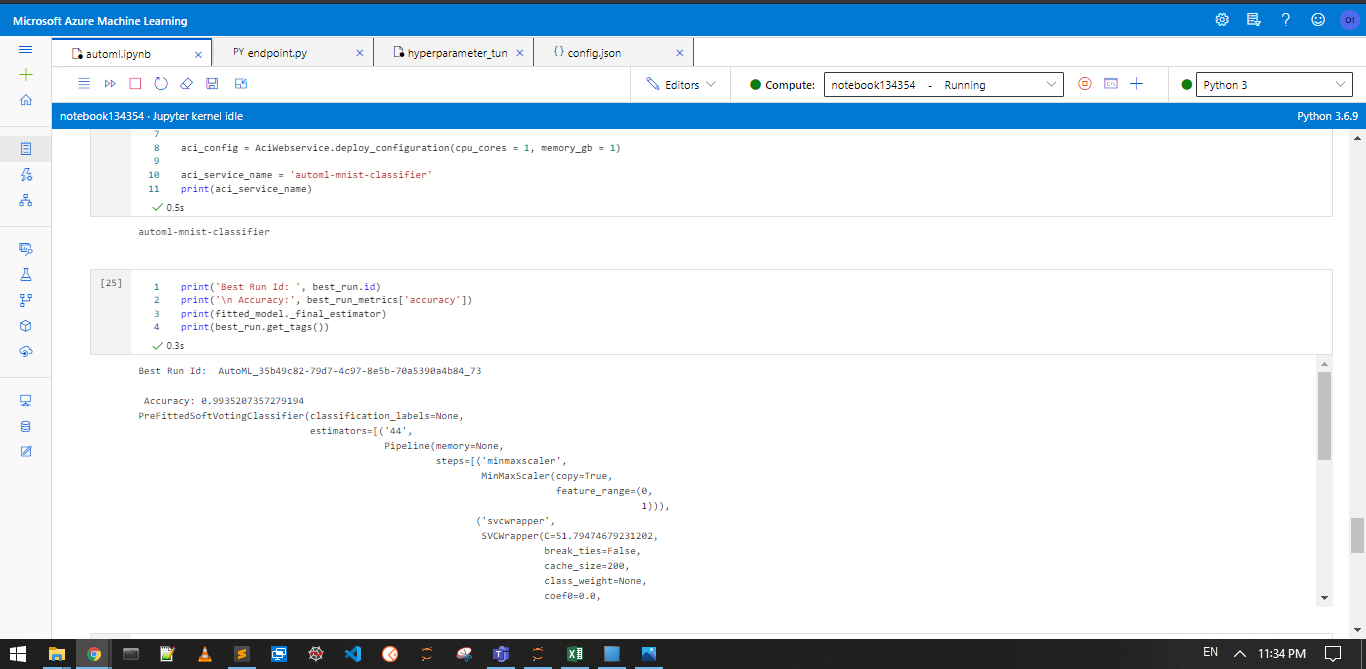 Microsoft Azure Machine Learning
O1
automl.ipynb
PY endpoint.py
hyperparameter_tun
{} config.json
Editors
Compute:
notebook134354 - Running
Python 3
notebook134354 · Jupyter kernel idle
Python 3.6.9
7
8 aci_config = AciWebservice.deploy_configuration(cpu_cores = 1, memory_gb = 1)
9
10 aci_service_name = 'automl-mnist-classifier'
11 print(aci_service_name)
0.5s
automl-mnist-classifier
[25]
1 print('Best Run Id: ', best_run.id)
2 print('\n Accuracy:', best_run_metrics['accuracy'])
3 print(fitted_model._final_estimator)
4 print(best_run.get_tags())
0.3s
Best Run Id:  AutoML_35b49c82-79d7-4c97-8e5b-70a5390a4b84_73
Accuracy: 0.9935207357279194
PreFittedSoftVotingClassifier(classification_labels=None,
estimators=[('44',
Pipeline(memory=None,
steps=[('minmaxscaler',
MinMaxScaler(copy=True,
feature_range=(0,
1))),
('svcwrapper',
SVCWrapper(C=51.79474679231202,
break_ties=False,
cache_size=200,
class_weight=None,
coef0=0.0,
EN
11:34 PM